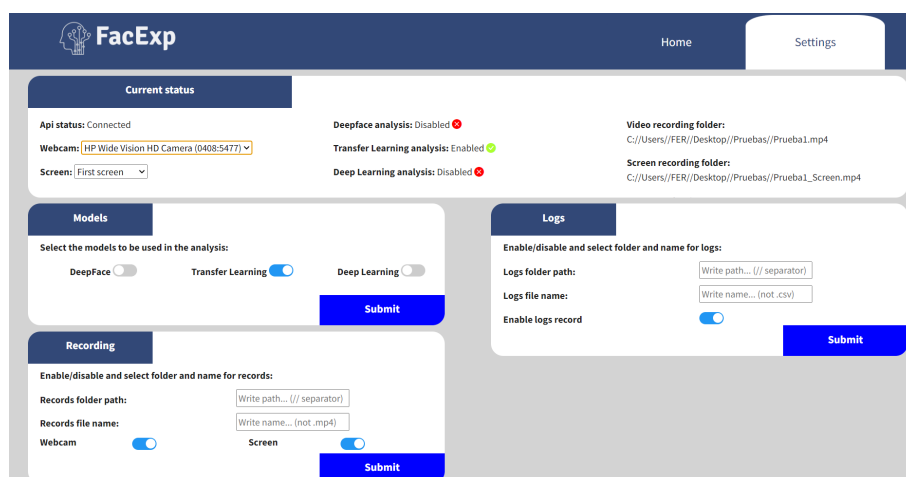 FacExp
Home
Settings
Current status
Api status: Connected
Webcam: HP Wide Vision HD Camera (0408:5477)
Screen: First screen
Deepface analysis: Disabled
Transfer Learning analysis: Enabled
Deep Learning analysis: Disabled
Video recording folder:
C://Users//FER//Desktop//Pruebas//Prueba1.mp4
Screen recording folder:
C://Users//FER//Desktop//Pruebas//Prueba1_Screen.mp4
Models
Select the models to be used in the analysis:
DeepFace
Transfer Learning
Deep Learning
Submit
Logs
Enable/disable and select folder and name for logs:
Logs folder path:
Write path... (// separator)
Logs file name:
Write name... (not .csv)
Enable logs record
Submit
Recording
Enable/disable and select folder and name for records:
Records folder path:
Write path... (// separator)
Records file name:
Write name... (not .mp4)
Webcam
Screen
Submit